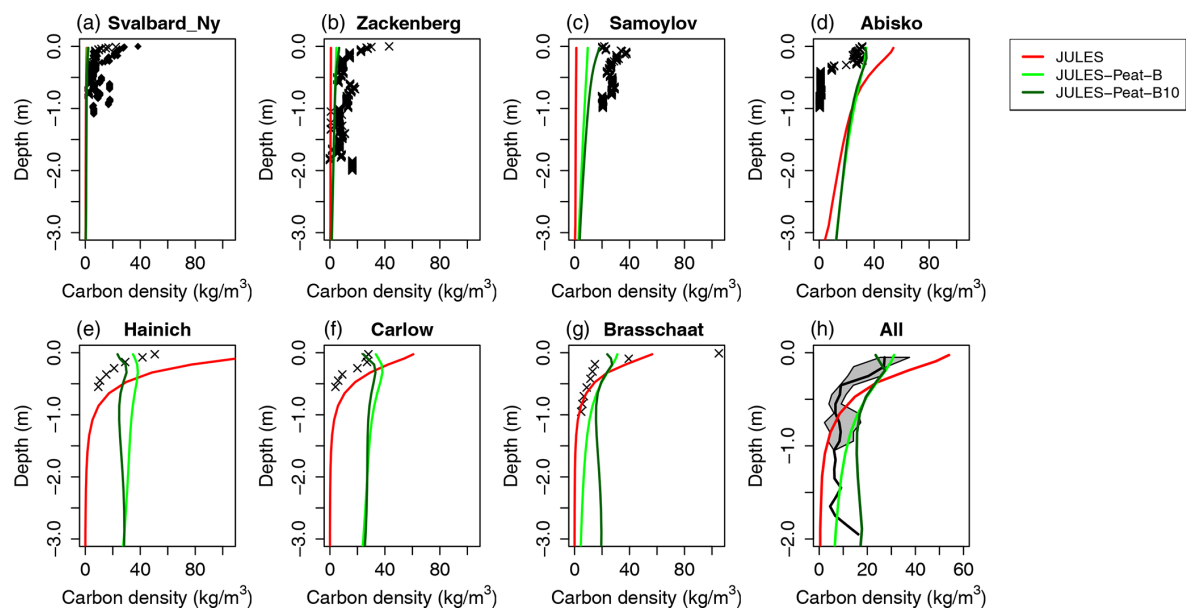 (a) Svalbard_Ny
(b) Zackenberg
(c) Samoylov
(d) Abisko
Depth (m)
0.0
−1.0
−2.0
−3.0
0 40 80
Carbon density (kg/m³)
Depth (m)
0.0
−1.0
−2.0
−3.0
0 40 80
Carbon density (kg/m³)
Depth (m)
0.0
−1.0
−2.0
−3.0
0 40 80
Carbon density (kg/m³)
Depth (m)
0.0
−1.0
−2.0
−3.0
0 40 80
Carbon density (kg/m³)
JULES
JULES−Peat−B
JULES−Peat−B10
(e) Hainich
(f) Carlow
(g) Brasschaat
(h) All
Depth (m)
0.0
−1.0
−2.0
−3.0
0 40 80
Carbon density (kg/m³)
Depth (m)
0.0
−1.0
−2.0
−3.0
0 40 80
Carbon density (kg/m³)
Depth (m)
0.0
−1.0
−2.0
−3.0
0 40 80
Carbon density (kg/m³)
Depth (m)
0.0
−1.0
−2.0
0 20 40 60
Carbon density (kg/m³)